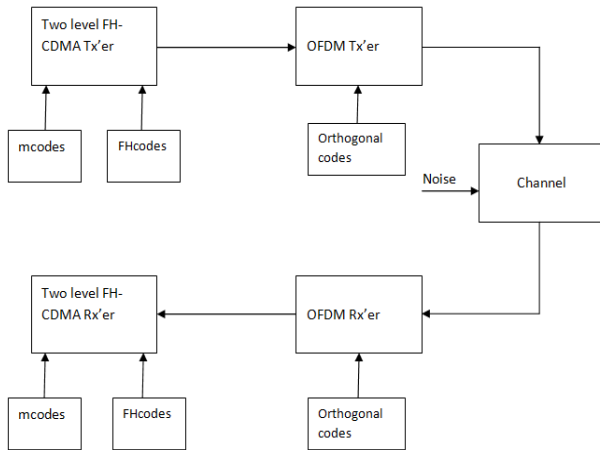 Two level FH-
CDMA Tx'er
OFDM Tx'er
mcodes
FHcodes
Orthogonal
codes
Noise
Channel
Two level FH-
CDMA Rx'er
OFDM Rx'er
mcodes
FHcodes
Orthogonal
codes